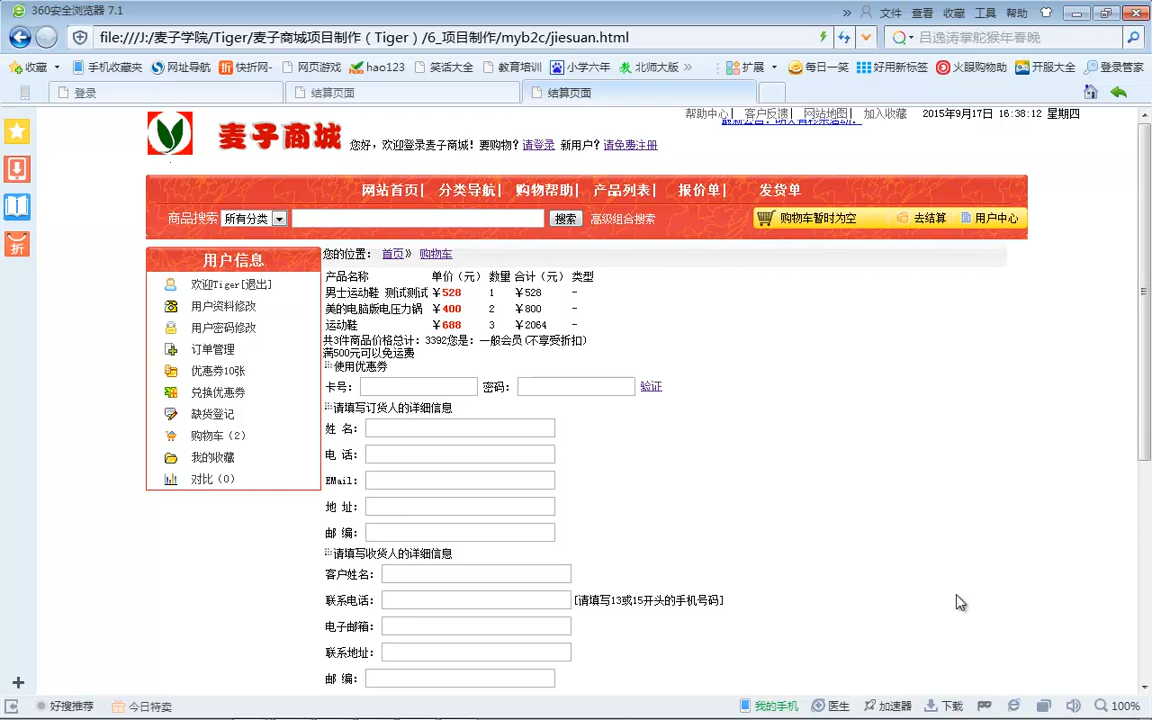 360安全浏览器 7.1
» 文件 查看 收藏 工具 帮助
file:///J:/麦子学院/Tiger/麦子商城项目制作（Tiger）/6_项目制作/myb2c/jiesuan.html
吕逸涛掌舵猴年春晚
收藏 手机收藏夹 网址导航 快折网- 网页游戏 hao123 笑话大全 教育培训 小学六年 北师大版 » 扩展 每日一笑 好用新标签 火眼购物助 开服大全 登录管家
登录 结算页面 结算页面
帮助中心| 客户反馈| 网站地图| 加入收藏 2015年9月17日 16:38:12 星期四
麦子商城 您好，欢迎登录麦子商城！要购物？请登录 新用户？请免费注册
网站首页| 分类导航| 购物帮助| 产品列表| 报价单| 发货单
商品搜索 所有分类 搜索 高级组合搜索 购物车暂时为空 去结算 用户中心
用户信息
欢迎Tiger[退出]
用户资料修改
用户密码修改
订单管理
优惠券10张
兑换优惠券
缺货登记
购物车（2）
我的收藏
对比（0）
您的位置： 首页》 购物车
产品名称 单价（元） 数量 合计（元） 类型
男士运动鞋 测试测试 ￥528 1 ￥528 -
美的电脑版电压力锅 ￥400 2 ￥800 -
运动鞋 ￥688 3 ￥2064 -
共3件商品价格总计：3392您是：一般会员(不享受折扣)
满500元可以免运费
使用优惠券
卡号： 密码： 验证
请填写订货人的详细信息
姓 名：
电 话：
EMail:
地 址：
邮 编：
请填写收货人的详细信息
客户姓名：
联系电话： [请填写13或15开头的手机号码]
电子邮箱：
联系地址：
邮 编：
好搜推荐 今日特卖 我的手机 医生 加速器 下载 100%